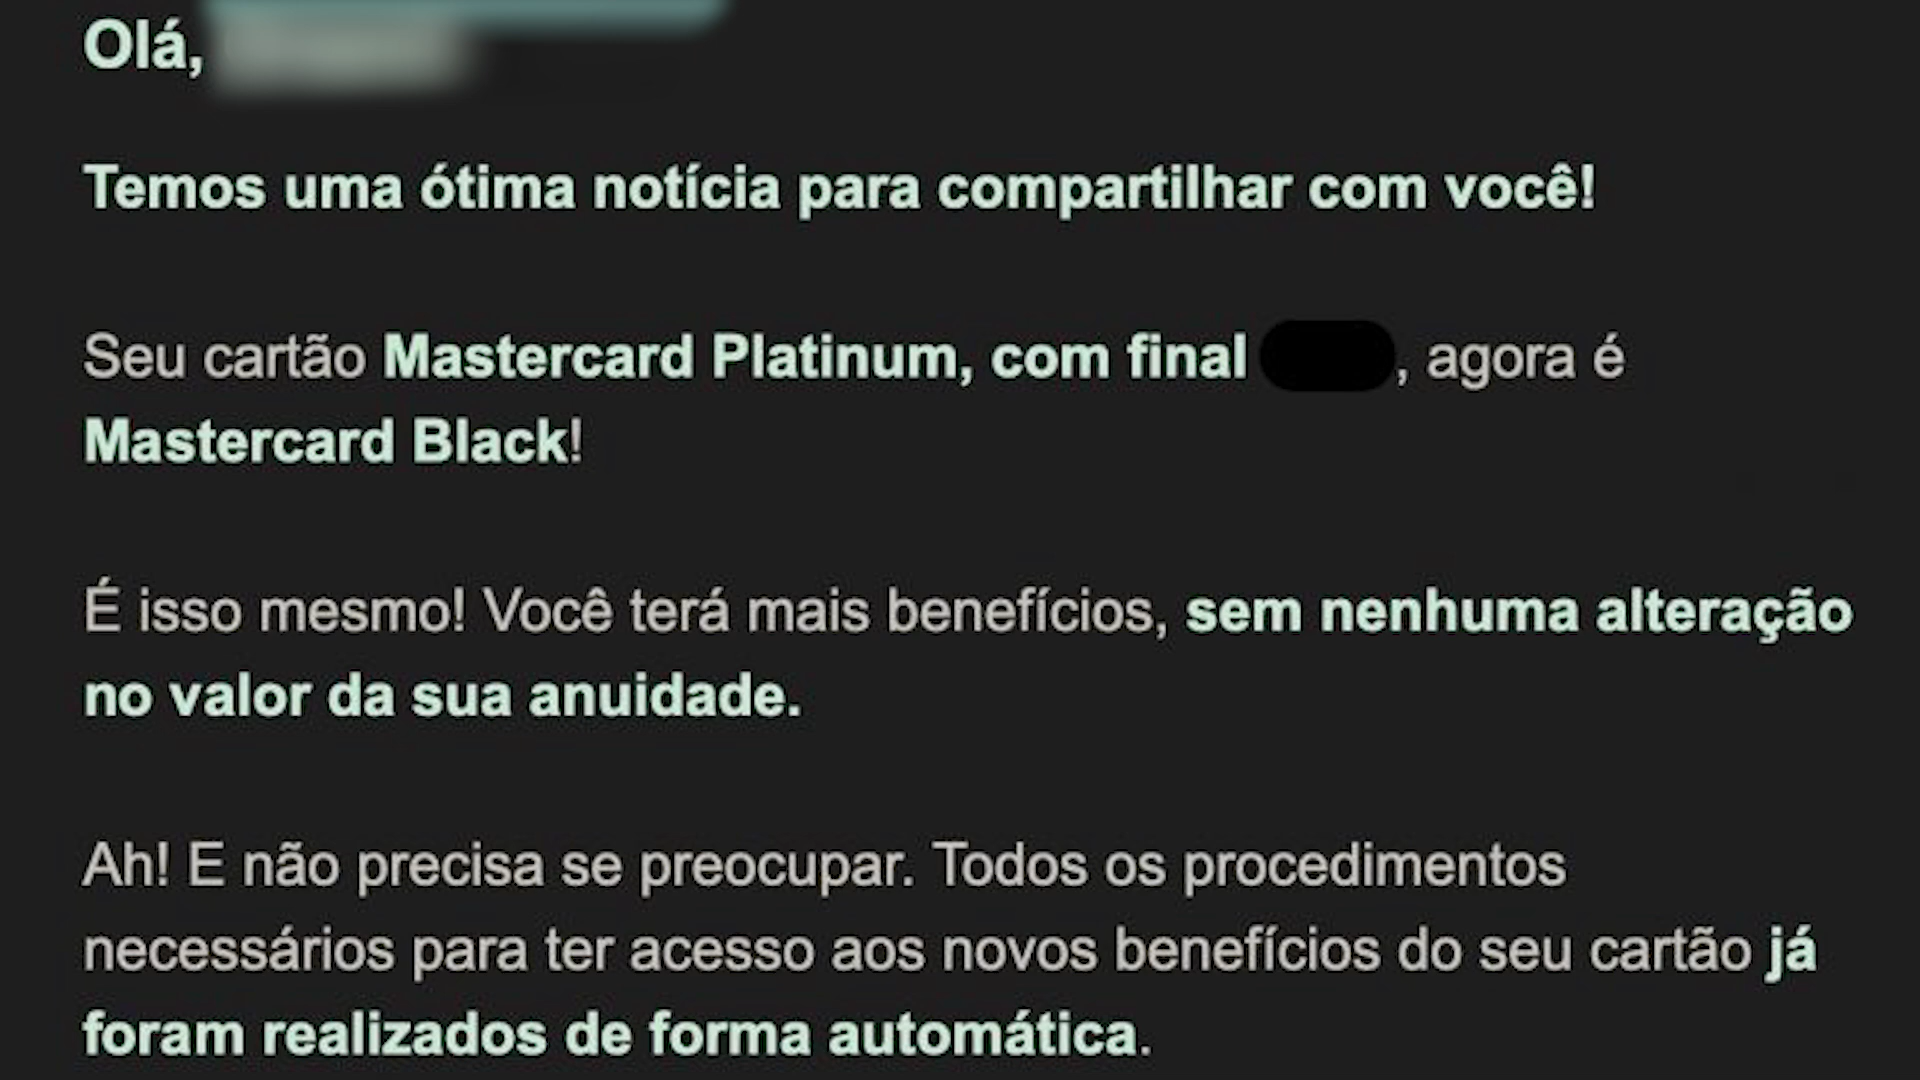 Olá,
Temos uma ótima notícia para compartilhar com você!
Seu cartão Mastercard Platinum, com final , agora é
Mastercard Black!
É isso mesmo! Você terá mais benefícios, sem nenhuma alteração
no valor da sua anuidade.
Ah! E não precisa se preocupar. Todos os procedimentos
necessários para ter acesso aos novos benefícios do seu cartão já
foram realizados de forma automática.